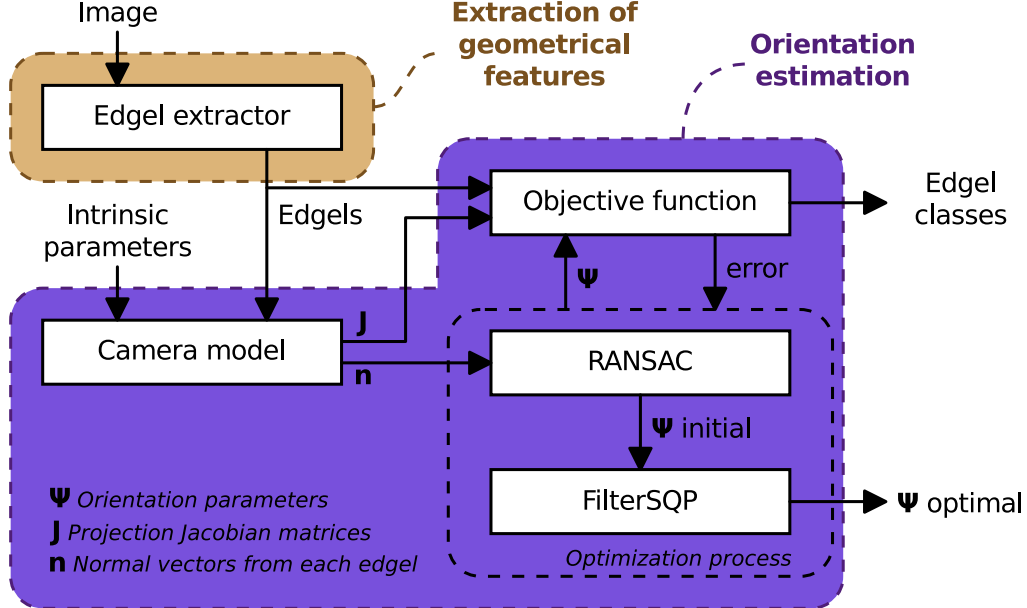 Image
Extraction of
geometrical
features
Orientation
estimation
Edgel extractor
Objective function
Edgel
classes
Intrinsic
parameters
Edgels
Ψ
error
J
Camera model
n
RANSAC
Ψ initial
FilterSQP
Ψ optimal
Optimization process
Ψ Orientation parameters
J Projection Jacobian matrices
n Normal vectors from each edgel